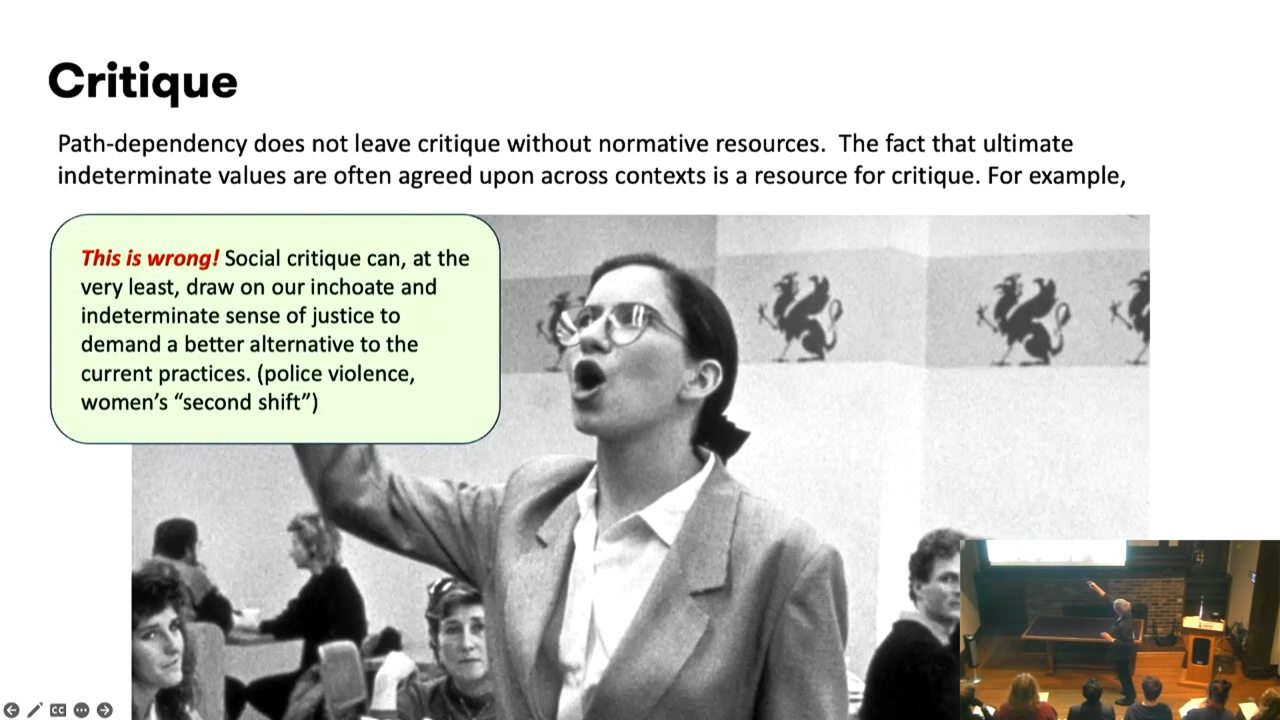 Critique
Path-dependency does not leave critique without normative resources.  The fact that ultimate
indeterminate values are often agreed upon across contexts is a resource for critique. For example,
This is wrong! Social critique can, at the
very least, draw on our inchoate and
indeterminate sense of justice to
demand a better alternative to the
current practices. (police violence,
women’s “second shift”)
CC